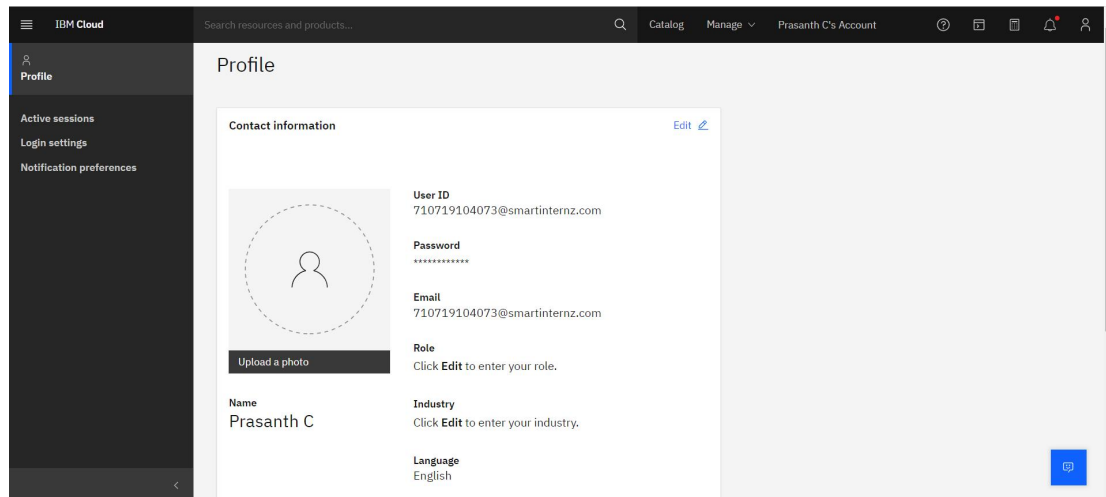 IBM Cloud
Search resources and products...
Catalog
Manage
Prasanth C's Account
Profile
Active sessions
Login settings
Notification preferences
Profile
Contact information
Edit
Upload a photo
Name
Prasanth C
User ID
710719104073@smartinternz.com
Password
************
Email
710719104073@smartinternz.com
Role
Click Edit to enter your role.
Industry
Click Edit to enter your industry.
Language
English